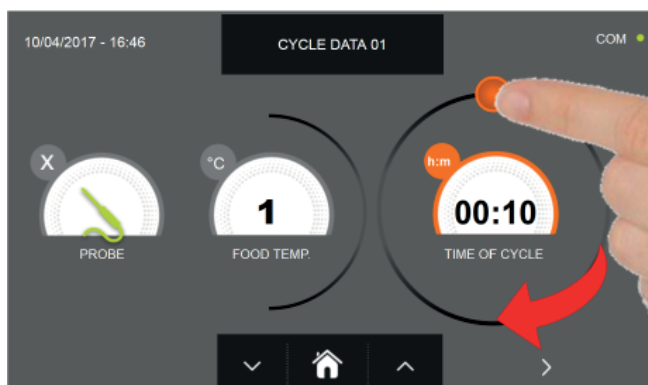 10/04/2017 - 16:46
CYCLE DATA 01
COM
X
°C
h:m
1
00:10
PROBE
FOOD TEMP.
TIME OF CYCLE